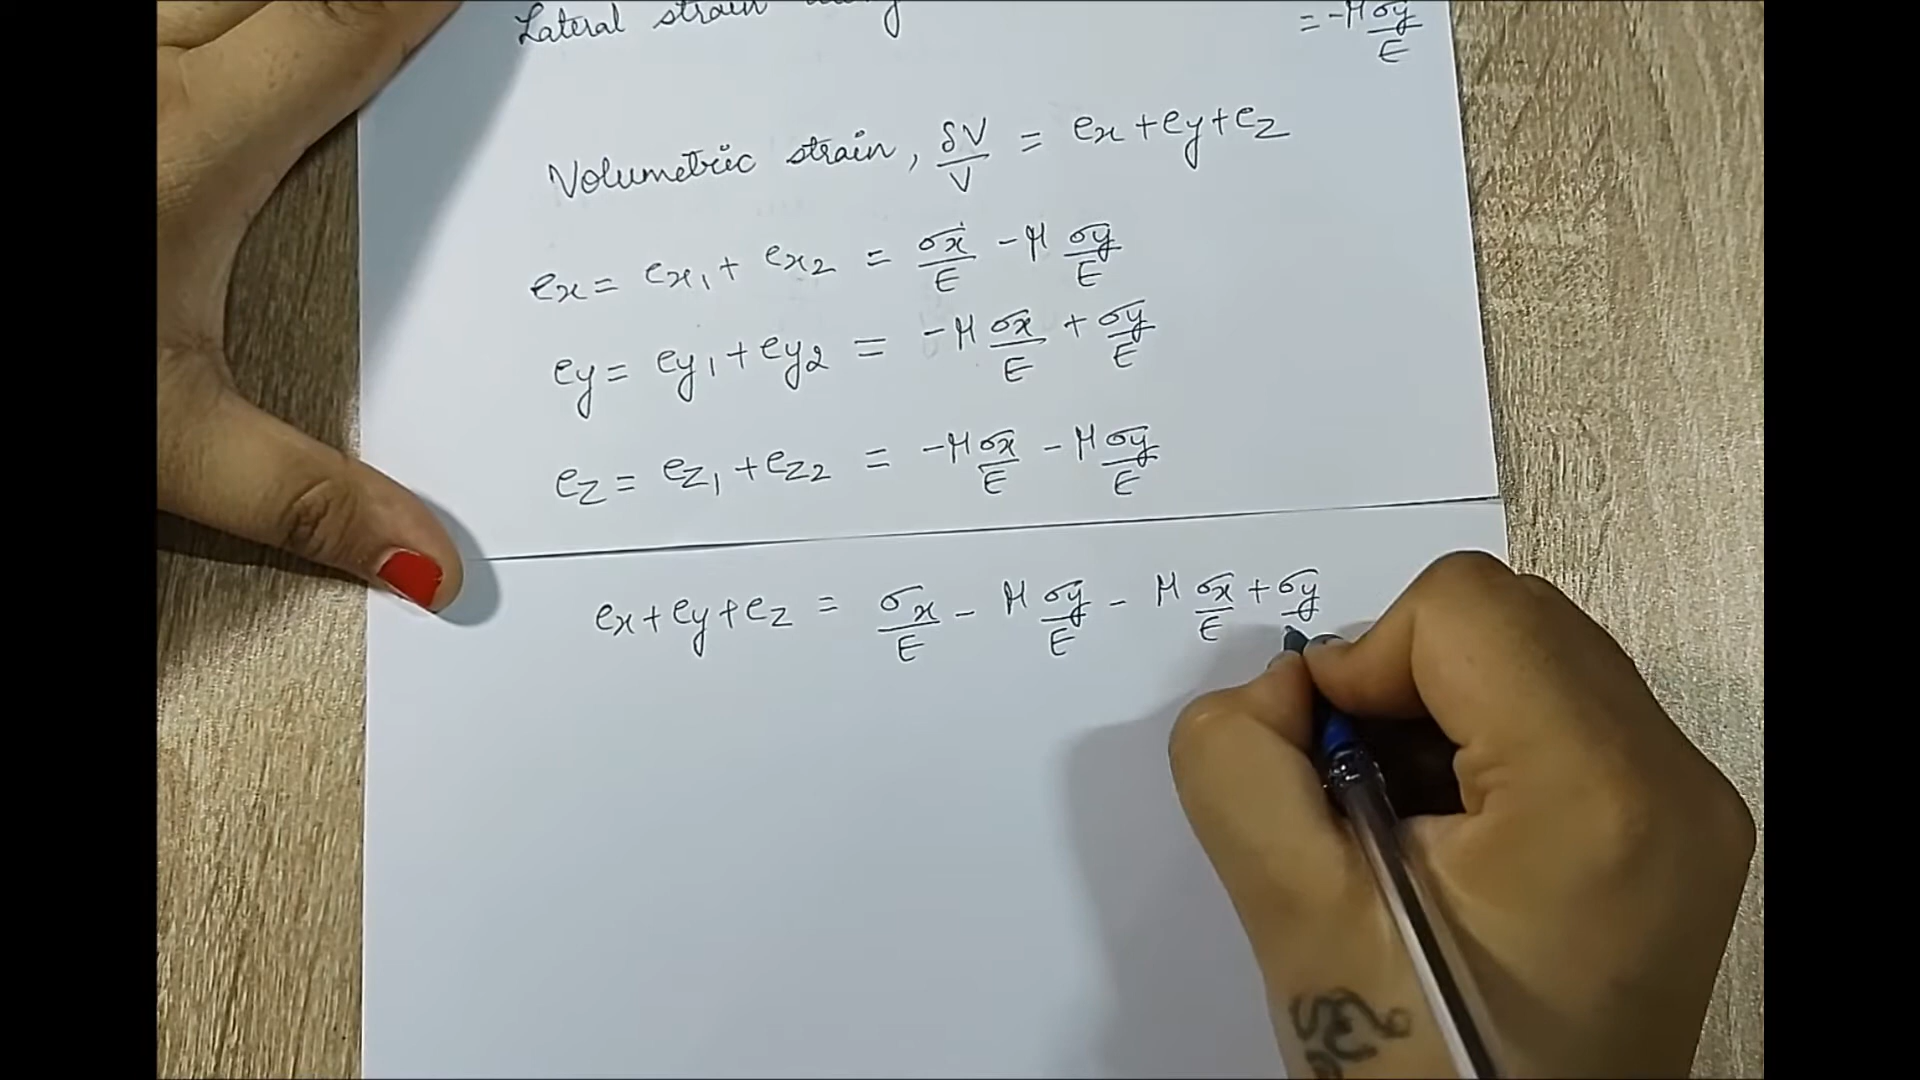 Lateral strain = -μ σy/E
Volumetric strain, δV/V = ex + ey + ez
ex = ex₁ + ex₂ = σx/E - μ σy/E
ey = ey₁ + ey₂ = -μ σx/E + σy/E
ez = ez₁ + ez₂ = -μ σx/E - μ σy/E
ex + ey + ez = σx/E - μ σy/E - μ σx/E + σy